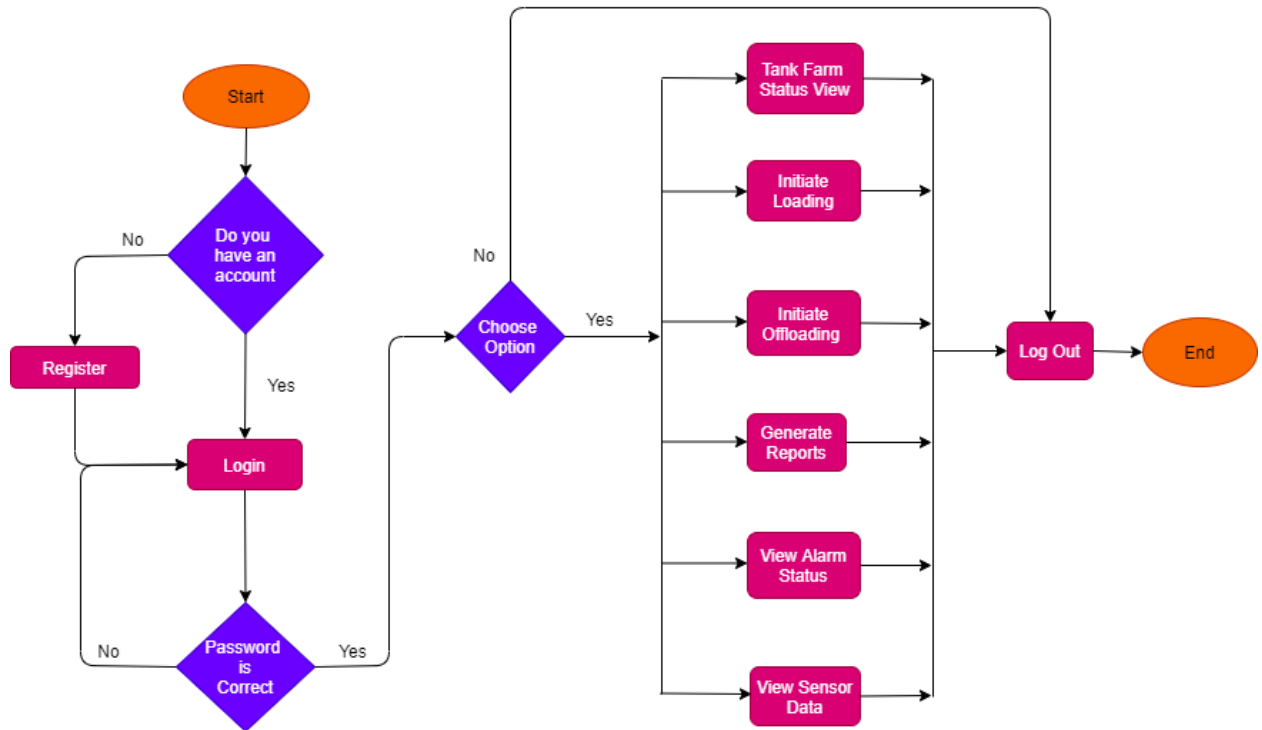 Start
Do you
have an
account
No
Yes
Register
Login
Password
is
Correct
No
Yes
Choose
Option
No
Yes
Tank Farm
Status View
Initiate
Loading
Initiate
Offloading
Generate
Reports
View Alarm
Status
View Sensor
Data
Log Out
End